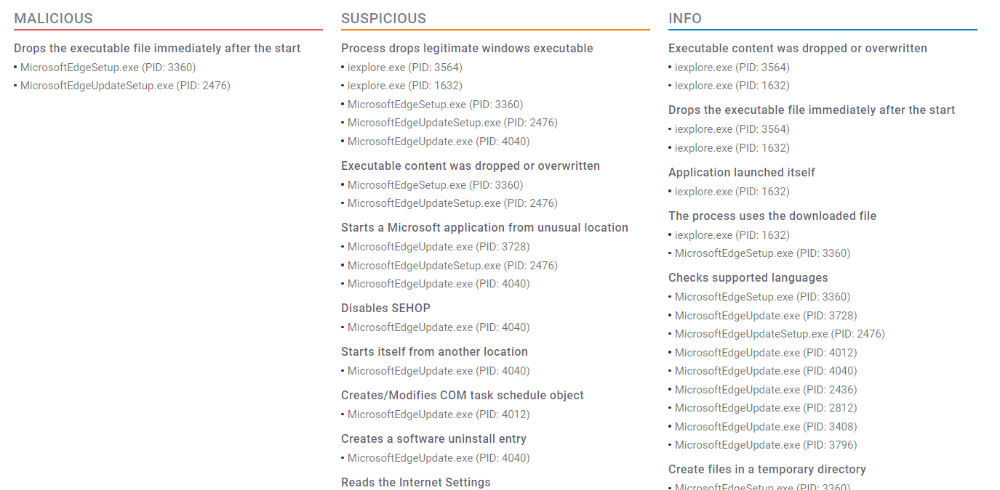 MALICIOUS
Drops the executable file immediately after the start
• MicrosoftEdgeSetup.exe (PID: 3360)
• MicrosoftEdgeUpdateSetup.exe (PID: 2476)
SUSPICIOUS
Process drops legitimate windows executable
• iexplore.exe (PID: 3564)
• iexplore.exe (PID: 1632)
• MicrosoftEdgeSetup.exe (PID: 3360)
• MicrosoftEdgeUpdateSetup.exe (PID: 2476)
• MicrosoftEdgeUpdate.exe (PID: 4040)
Executable content was dropped or overwritten
• MicrosoftEdgeSetup.exe (PID: 3360)
• MicrosoftEdgeUpdateSetup.exe (PID: 2476)
Starts a Microsoft application from unusual location
• MicrosoftEdgeUpdate.exe (PID: 3728)
• MicrosoftEdgeUpdateSetup.exe (PID: 2476)
• MicrosoftEdgeUpdate.exe (PID: 4040)
Disables SEHOP
• MicrosoftEdgeUpdate.exe (PID: 4040)
Starts itself from another location
• MicrosoftEdgeUpdate.exe (PID: 4040)
Creates/Modifies COM task schedule object
• MicrosoftEdgeUpdate.exe (PID: 4012)
Creates a software uninstall entry
• MicrosoftEdgeUpdate.exe (PID: 4040)
Reads the Internet Settings
INFO
Executable content was dropped or overwritten
• iexplore.exe (PID: 3564)
• iexplore.exe (PID: 1632)
Drops the executable file immediately after the start
• iexplore.exe (PID: 3564)
• iexplore.exe (PID: 1632)
Application launched itself
• iexplore.exe (PID: 1632)
The process uses the downloaded file
• iexplore.exe (PID: 1632)
• MicrosoftEdgeSetup.exe (PID: 3360)
Checks supported languages
• MicrosoftEdgeSetup.exe (PID: 3360)
• MicrosoftEdgeUpdate.exe (PID: 3728)
• MicrosoftEdgeUpdateSetup.exe (PID: 2476)
• MicrosoftEdgeUpdate.exe (PID: 4012)
• MicrosoftEdgeUpdate.exe (PID: 4040)
• MicrosoftEdgeUpdate.exe (PID: 2436)
• MicrosoftEdgeUpdate.exe (PID: 2812)
• MicrosoftEdgeUpdate.exe (PID: 3408)
• MicrosoftEdgeUpdate.exe (PID: 3796)
Create files in a temporary directory
• MicrosoftEdgeSetup.exe (PID: 3360)